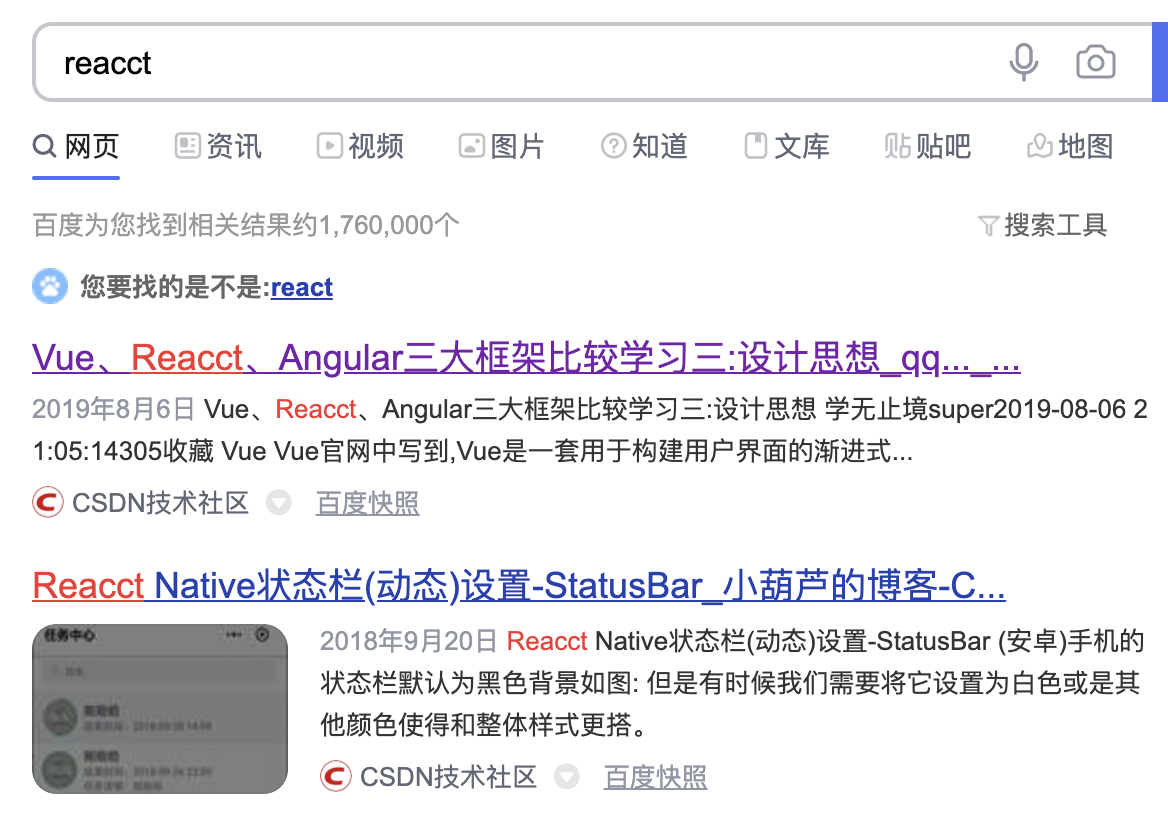 reacct
网页 资讯 视频 图片 知道 文库 贴贴吧 地图
百度为您找到相关结果约1,760,000个 搜索工具
您要找的是不是:react
Vue、Reacct、Angular三大框架比较学习三:设计思想_qq..._...
2019年8月6日 Vue、Reacct、Angular三大框架比较学习三:设计思想 学无止境super2019-08-06 2
1:05:14305收藏 Vue Vue官网中写到,Vue是一套用于构建用户界面的渐进式...
CSDN技术社区 百度快照
Reacct Native状态栏(动态)设置-StatusBar_小葫芦的博客-C...
任务中心
2018年9月20日 Reacct Native状态栏(动态)设置-StatusBar (安卓)手机的
状态栏默认为黑色背景如图: 但是有时候我们需要将它设置为白色或是其
他颜色使得和整体样式更搭。
CSDN技术社区 百度快照